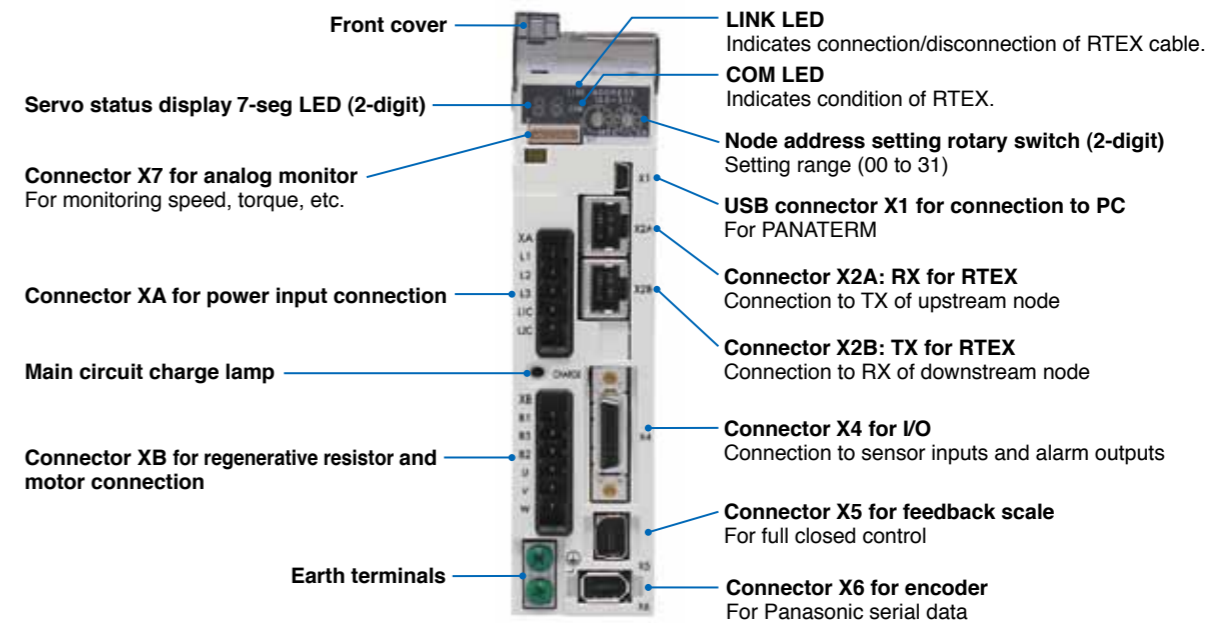 Front cover
Servo status display 7-seg LED (2-digit)
Connector X7 for analog monitor
For monitoring speed, torque, etc.
Connector XA for power input connection
Main circuit charge lamp
Connector XB for regenerative resistor and
motor connection
Earth terminals
LINK ADDRESS
COM
X1
X2A
X2B
XA
L1
L2
L3
L1C
L2C
CHARGE
XB
B1
B3
B2
U
V
W
X4
X5
X6
LINK LED
Indicates connection/disconnection of RTEX cable.
COM LED
Indicates condition of RTEX.
Node address setting rotary switch (2-digit)
Setting range (00 to 31)
USB connector X1 for connection to PC
For PANATERM
Connector X2A: RX for RTEX
Connection to TX of upstream node
Connector X2B: TX for RTEX
Connection to RX of downstream node
Connector X4 for I/O
Connection to sensor inputs and alarm outputs
Connector X5 for feedback scale
For full closed control
Connector X6 for encoder
For Panasonic serial data